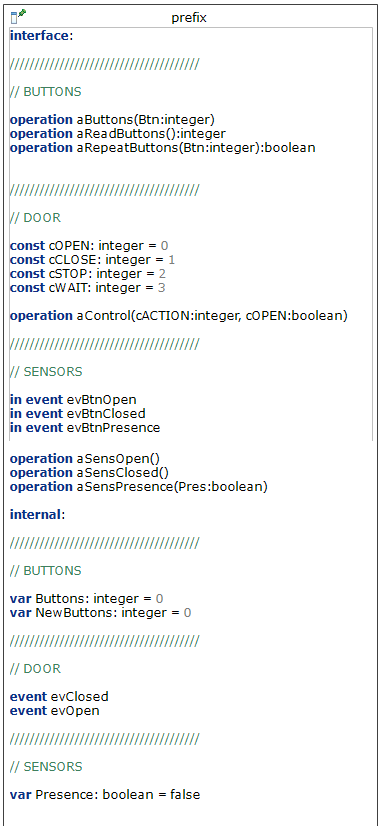 prefix
interface:
//////////////////////////////////////
// BUTTONS
operation aButtons(Btn:integer)
operation aReadButtons():integer
operation aRepeatButtons(Btn:integer):boolean
//////////////////////////////////////
// DOOR
const cOPEN: integer = 0
const cCLOSE: integer = 1
const cSTOP: integer = 2
const cWAIT: integer = 3
operation aControl(cACTION:integer, cOPEN:boolean)
//////////////////////////////////////
// SENSORS
in event evBtnOpen
in event evBtnClosed
in event evBtnPresence
operation aSensOpen()
operation aSensClosed()
operation aSensPresence(Pres:boolean)
internal:
//////////////////////////////////////
// BUTTONS
var Buttons: integer = 0
var NewButtons: integer = 0
//////////////////////////////////////
// DOOR
event evClosed
event evOpen
//////////////////////////////////////
// SENSORS
var Presence: boolean = false